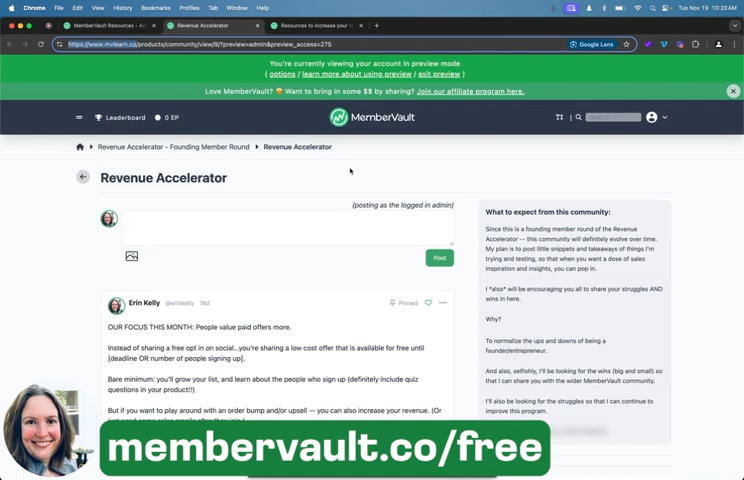 Chrome File Edit View History Bookmarks Profiles Tab Window Help
Tue Nov 19 10:20 AM
MemberVault Resources - Ac
Revenue Accelerator
Resources to increase your re
https://www.mvlearn.co/products/community/view/9/?preview=admin&preview_access=275
Google Lens
You're currently viewing your account in preview mode
( options / learn more about using preview / exit preview )
Love MemberVault? 🤩 Want to bring in some $$ by sharing? Join our affiliate program here.
Leaderboard 0 EP
MemberVault
Search
Revenue Accelerator - Founding Member Round
Revenue Accelerator
Revenue Accelerator
(posting as the logged in admin)
Post
Erin Kelly @erinkelly 18d
Pinned
OUR FOCUS THIS MONTH: People value paid offers more.
Instead of sharing a free opt in on social...you're sharing a low cost offer that is available for free until
[deadline OR number of people signing up].
Bare minimum: you'll grow your list, and learn about the people who sign up (definitely include quiz
questions in your product!!)
But if you want to play around with an order bump and/or upsell -- you can also increase your revenue. (Or
What to expect from this community:
Since this is a founding member round of the Revenue
Accelerator -- this community will definitely evolve over time.
My plan is to post little snippets and takeaways of things I'm
trying and testing, so that when you want a dose of sales
inspiration and insights, you can pop in.
I *also* will be encouraging you all to share your struggles AND
wins in here.
Why?
To normalize the ups and downs of being a
founder/entrepreneur.
And also, selfishly, I'll be looking for the wins (big and small) so
that I can share you with the wider MemberVault community.
I'll also be looking for the struggles so that I can continue to
improve this program.
membervault.co/free